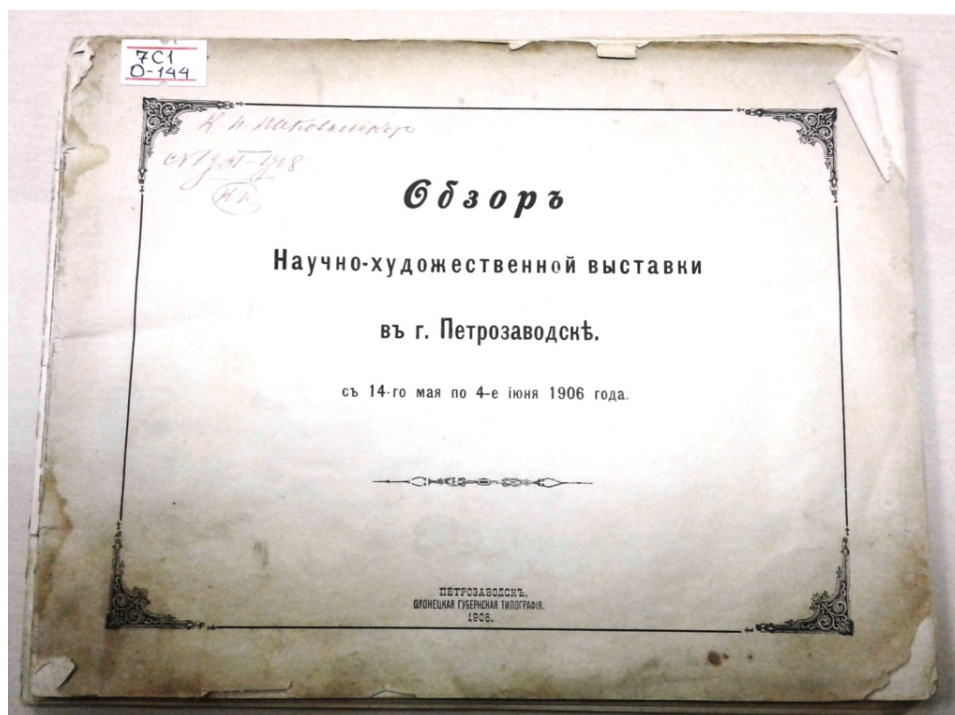 7С1
О-144
Обзоръ
Научно-художественной выставки
въ г. Петрозаводскѣ.
съ 14-го мая по 4-е іюня 1906 года.
ПЕТРОЗАВОДСКЪ.
ОЛОНЕЦКАЯ ГУБЕРНСКАЯ ТИПОГРАФІЯ.
1906.